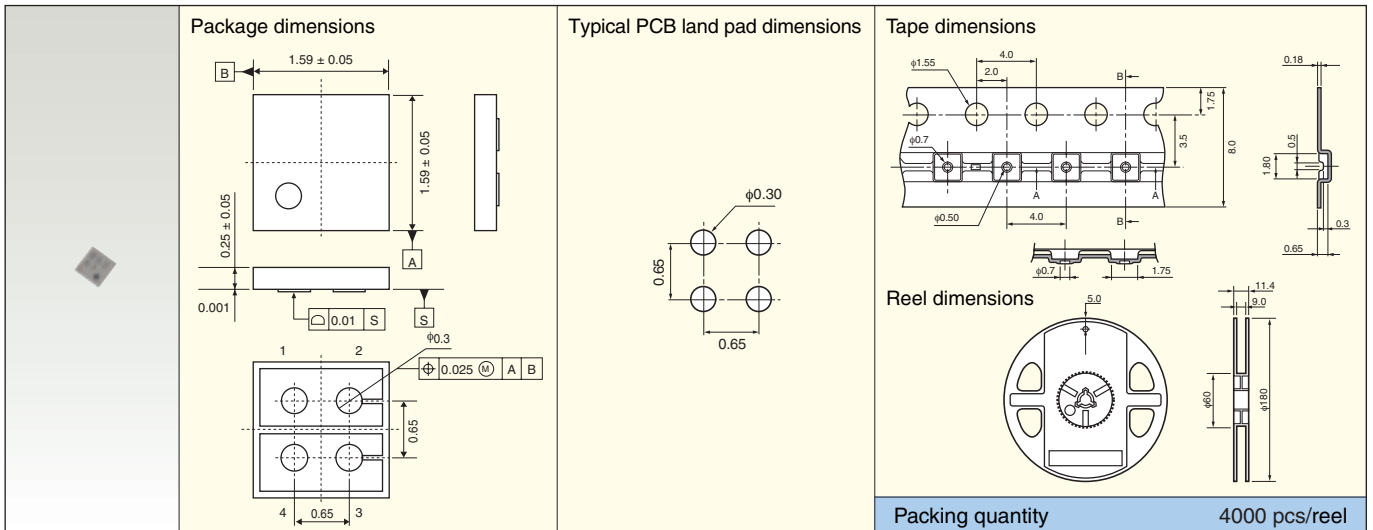 Package dimensions
B
1.59 ± 0.05
1.59 ± 0.05
A
0.25 ± 0.05
0.001
0.01 S
S
φ0.3
1 2
0.025 M A B
0.65
4 0.65 3
Typical PCB land pad dimensions
φ0.30
0.65
0.65
Tape dimensions
φ1.55
4.0
2.0
B
1.75
3.5
8.0
φ0.7
A A
φ0.50
4.0
B
φ0.7
1.75
0.18
0.5
1.80
0.3
0.65
Reel dimensions
5.0
11.4
9.0
φ60
φ180
Packing quantity 4000 pcs/reel